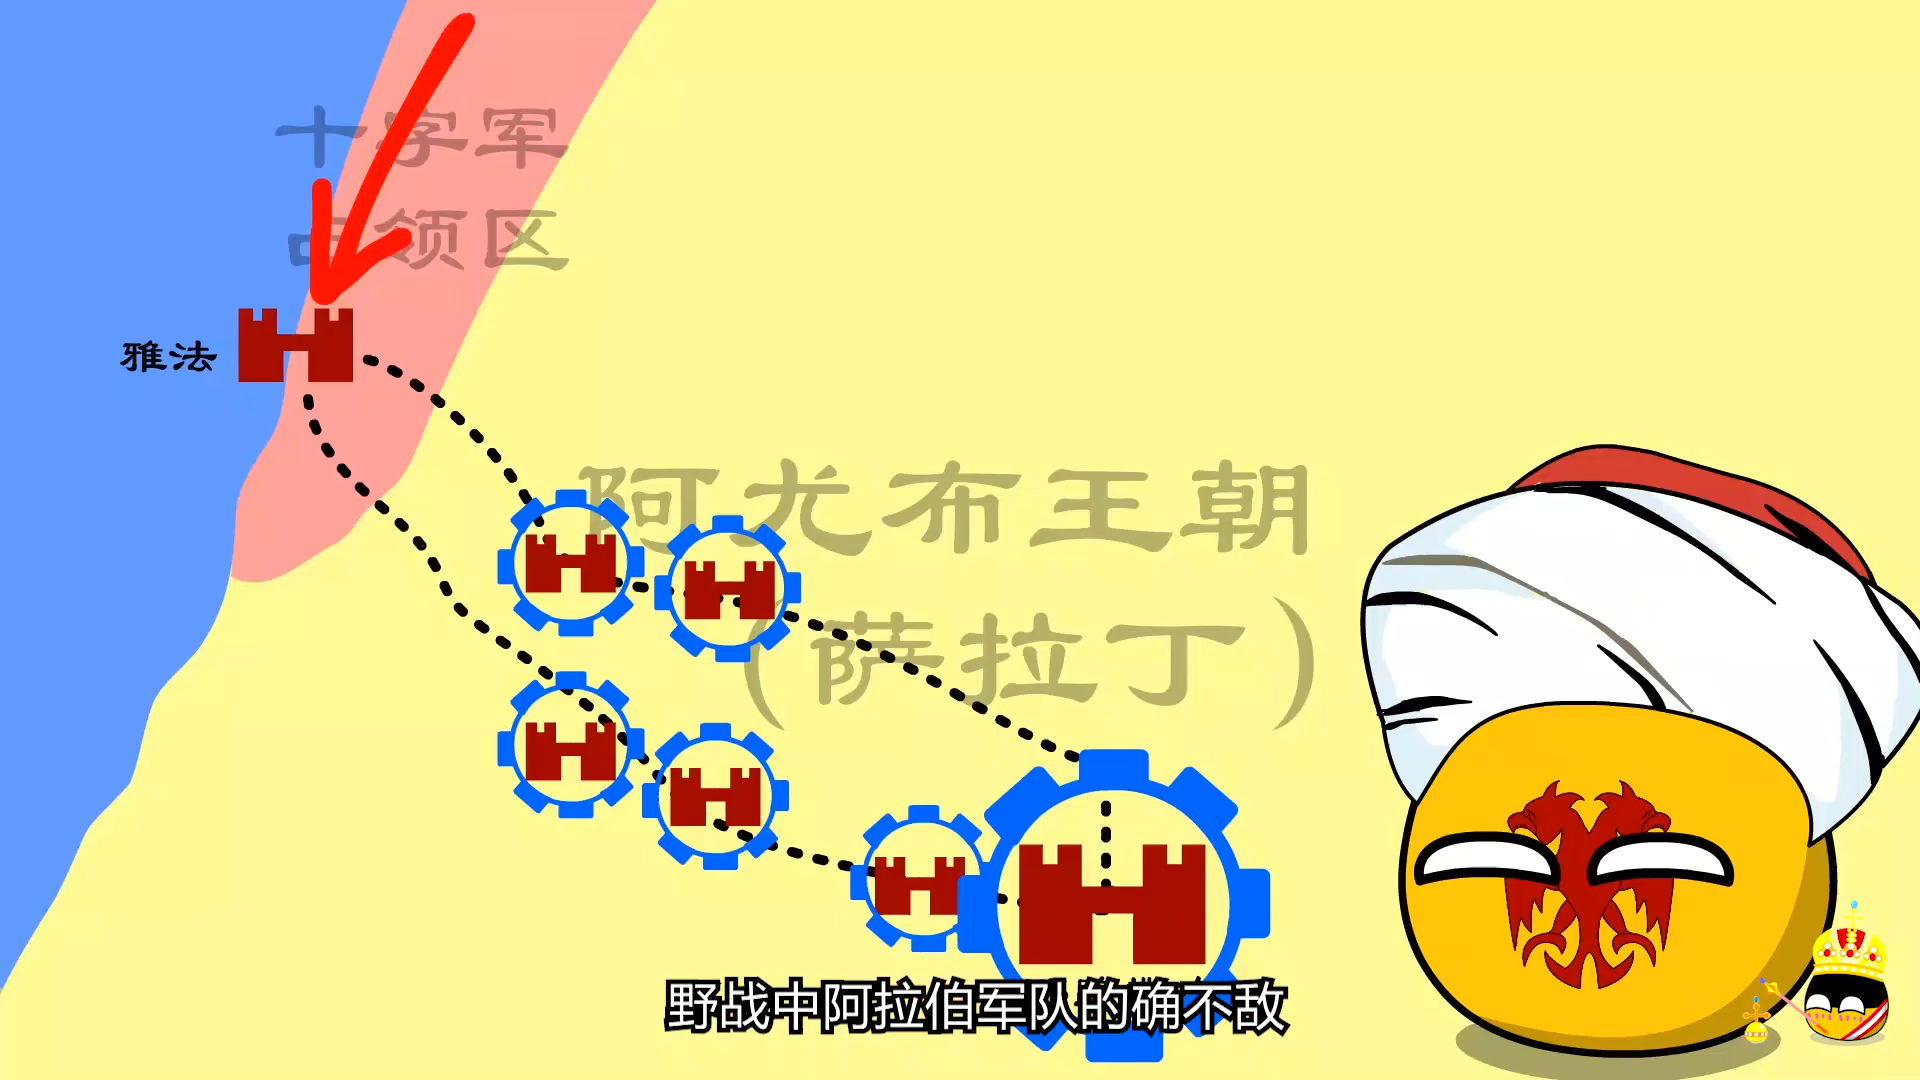 十字军
占领区
雅法
阿尤布王朝
(萨拉丁)
野战中阿拉伯军队的确不敌